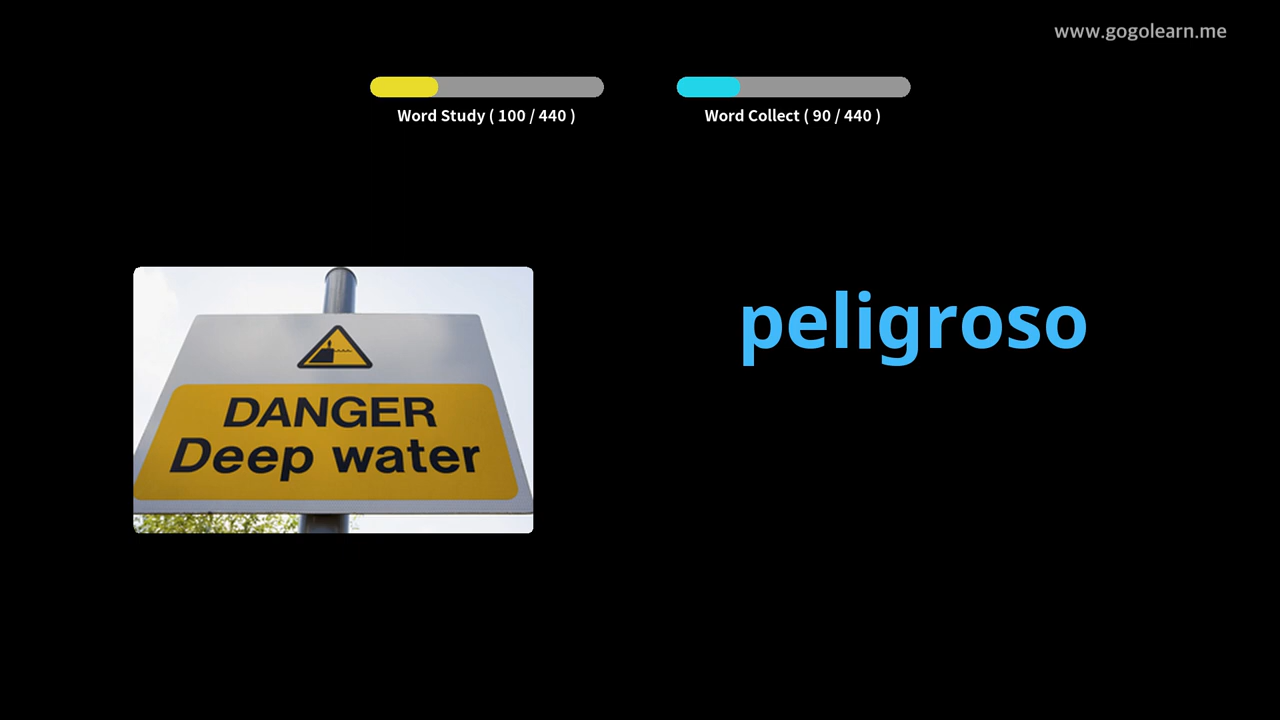 www.gogolearn.me
Word Study ( 100 / 440 )
Word Collect ( 90 / 440 )
DANGER
Deep water
peligroso